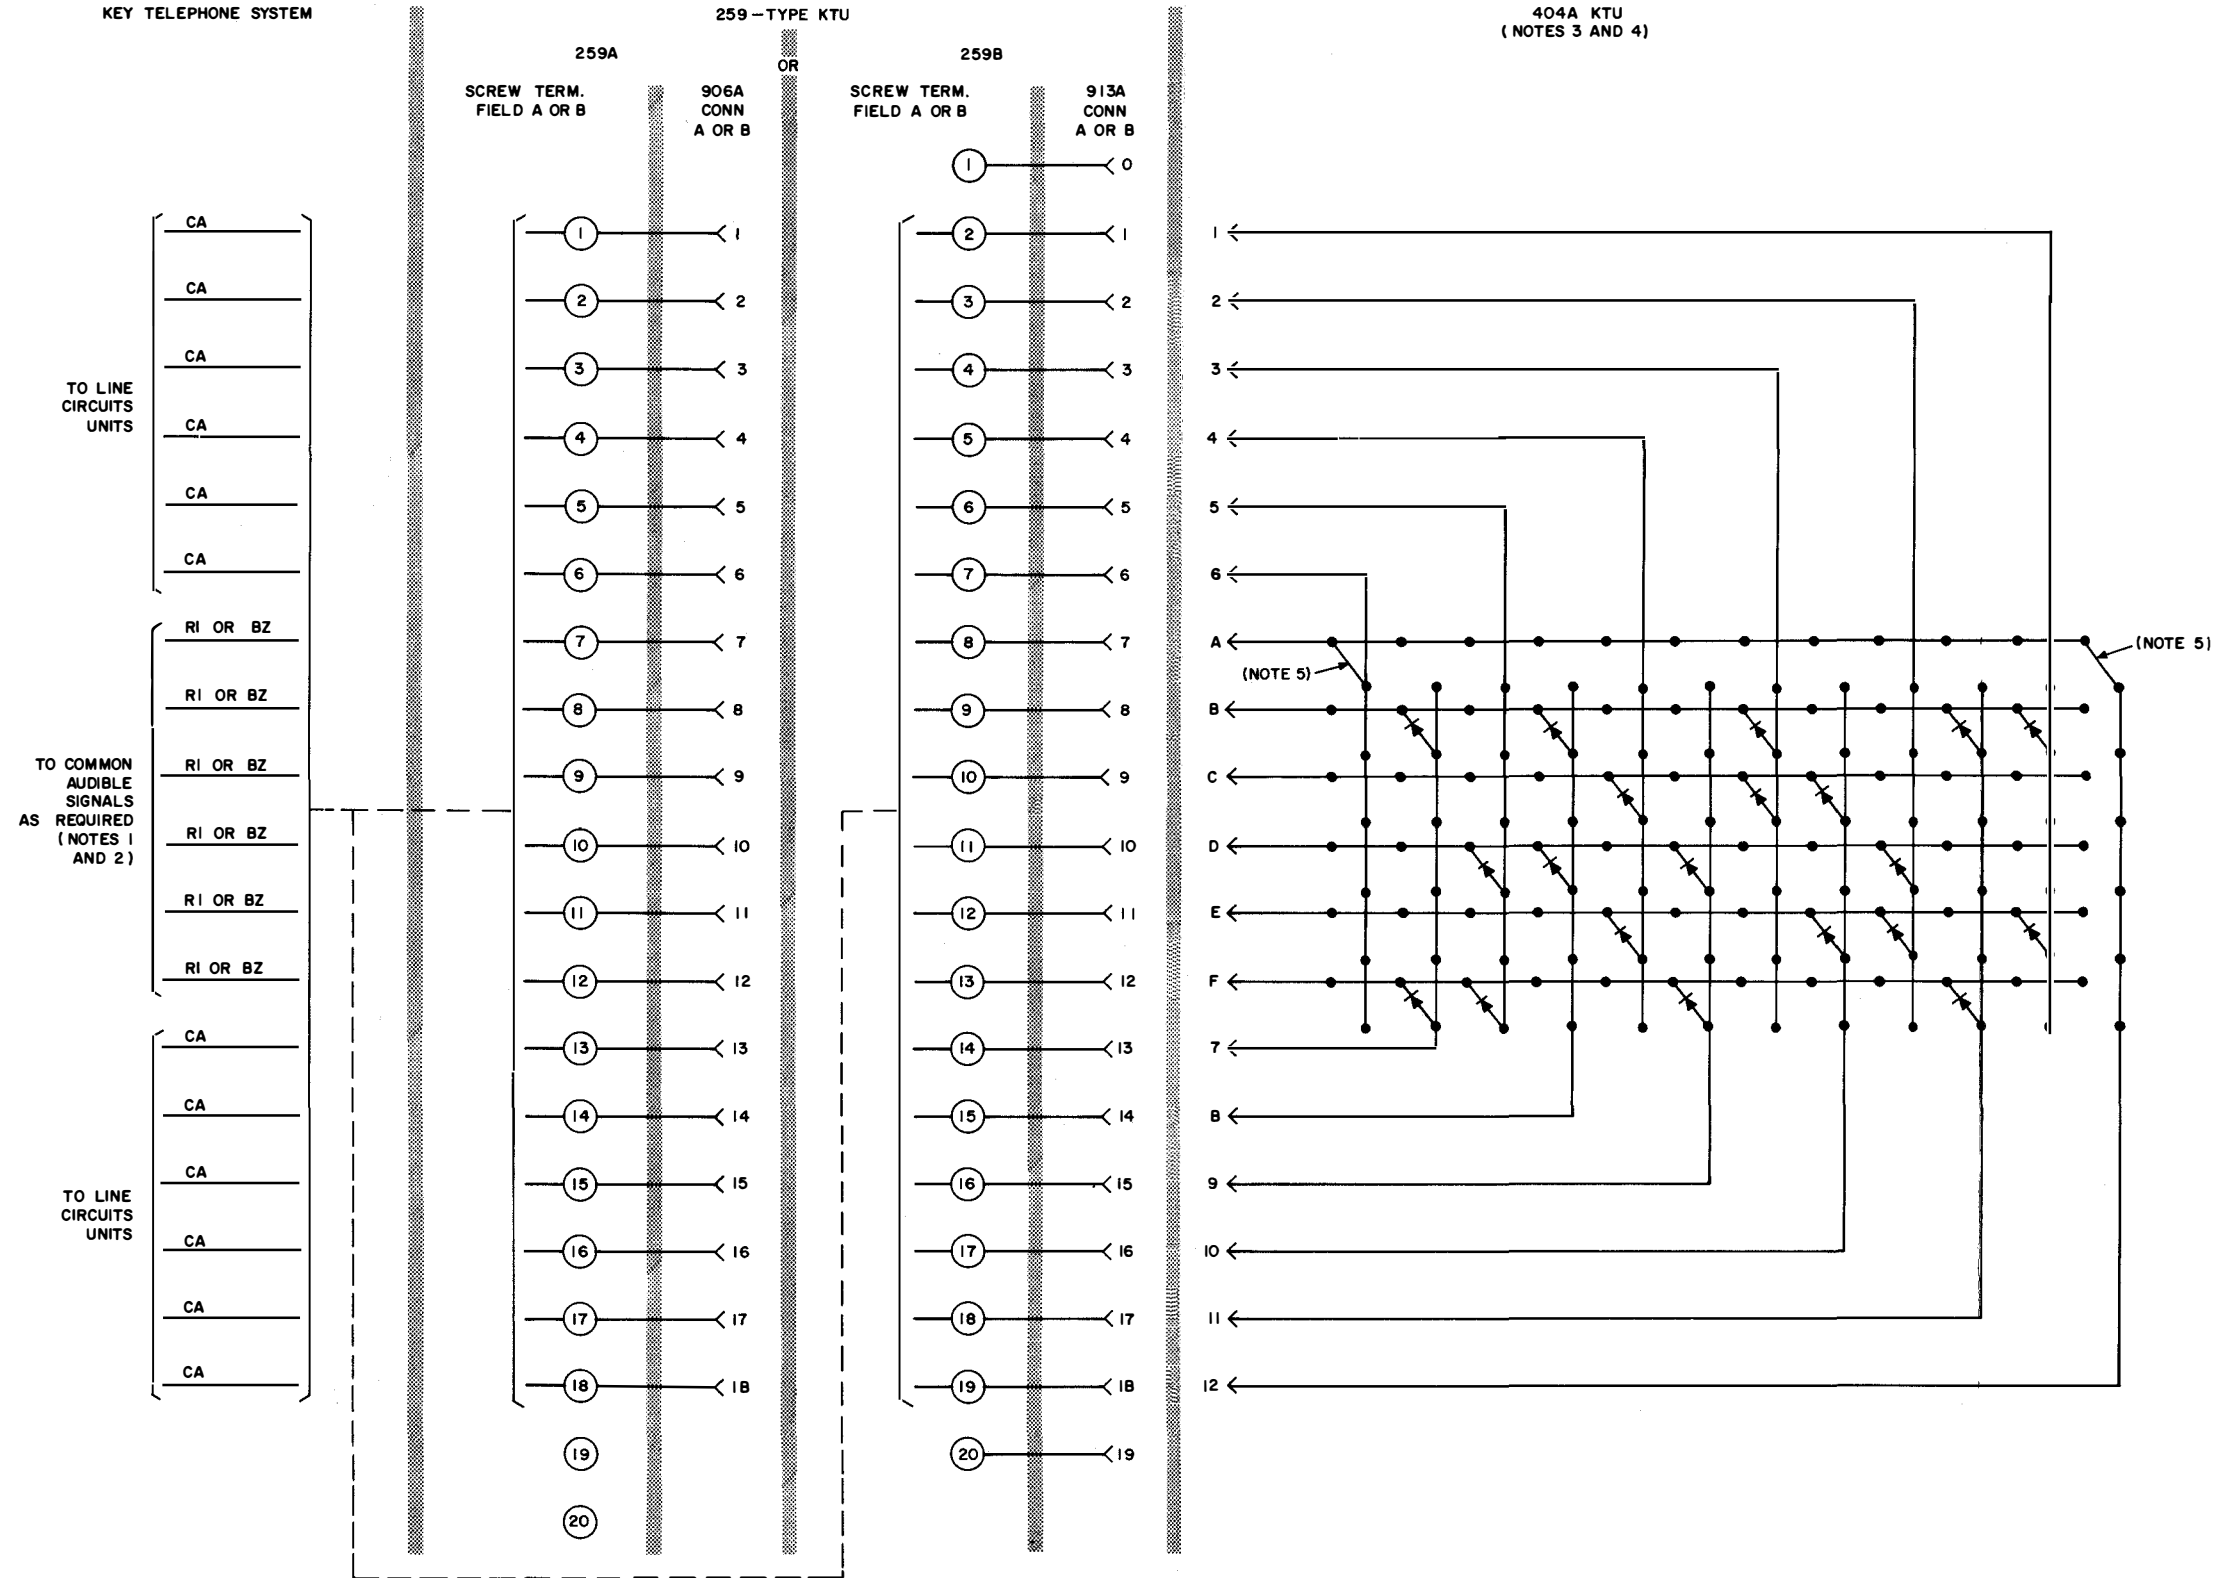 KEY TELEPHONE SYSTEM
259-TYPE KTU
404A KTU
(NOTES 3 AND 4)
259A
OR
259B
SCREW TERM.
FIELD A OR B
906A
CONN
A OR B
SCREW TERM.
FIELD A OR B
913A
CONN
A OR B
1 0
CA 1 1 2 1 1
CA 2 2 3 2 2
CA 3 3 4 3 3
TO LINE
CIRCUITS
UNITS
CA 4 4 5 4 4
CA 5 5 6 5 5
CA 6 6 7 6 6
RI OR BZ 7 7 8 7 A
(NOTE 5)
(NOTE 5)
RI OR BZ 8 8 9 8 B
RI OR BZ 9 9 10 9 C
TO COMMON
AUDIBLE
SIGNALS
AS REQUIRED
(NOTES 1
AND 2)
RI OR BZ 10 10 11 10 D
RI OR BZ 11 11 12 11 E
RI OR BZ 12 12 13 12 F
CA 13 13 14 13 7
CA 14 14 15 14 B
CA 15 15 16 15 9
TO LINE
CIRCUITS
UNITS
CA 16 16 17 16 10
CA 17 17 18 17 11
CA 18 1B 19 1B 12
19 20 19
20